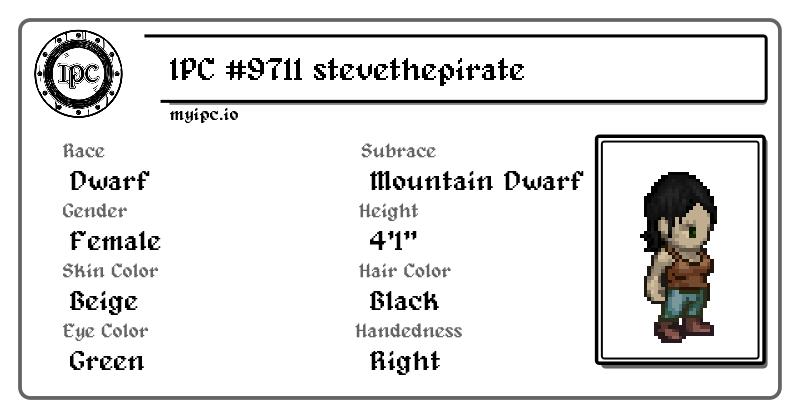 IPC
IPC #9711 stevethepirate
myipc.io
Race
Subrace
Dwarf
Mountain Dwarf
Gender
Height
Female
4'1"
Skin Color
Hair Color
Beige
Black
Eye Color
Handedness
Green
Right